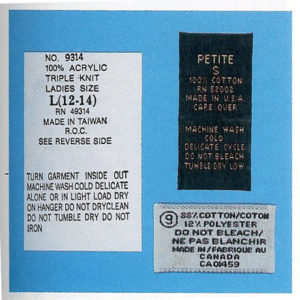 NO. 9314
100% ACRYLIC
TRIPLE KNIT
LADIES SIZE
L(12-14)
RN 49314
MADE IN TAIWAN
R.O.C.
SEE REVERSE SIDE
TURN GARMENT INSIDE OUT
MACHINE WASH COLD DELICATE
ALONE OR IN LIGHT LOAD DRY
ON HANGER DO NOT DRYCLEAN
DO NOT TUMBLE DRY DO NOT
IRON
PETITE
S
100% COTTON
RN 52002
MADE IN U.S.A
CARE OVER
MACHINE WASH
COLD
DELICATE CYCLE
DO NOT BLEACH
TUMBLE DRY LOW
9 88% COTTON/COTON
12% POLYESTER
DO NOT BLEACH/
NE PAS BLANCHIR
MADE IN/FABRIQUE AU
CANADA
CA01459